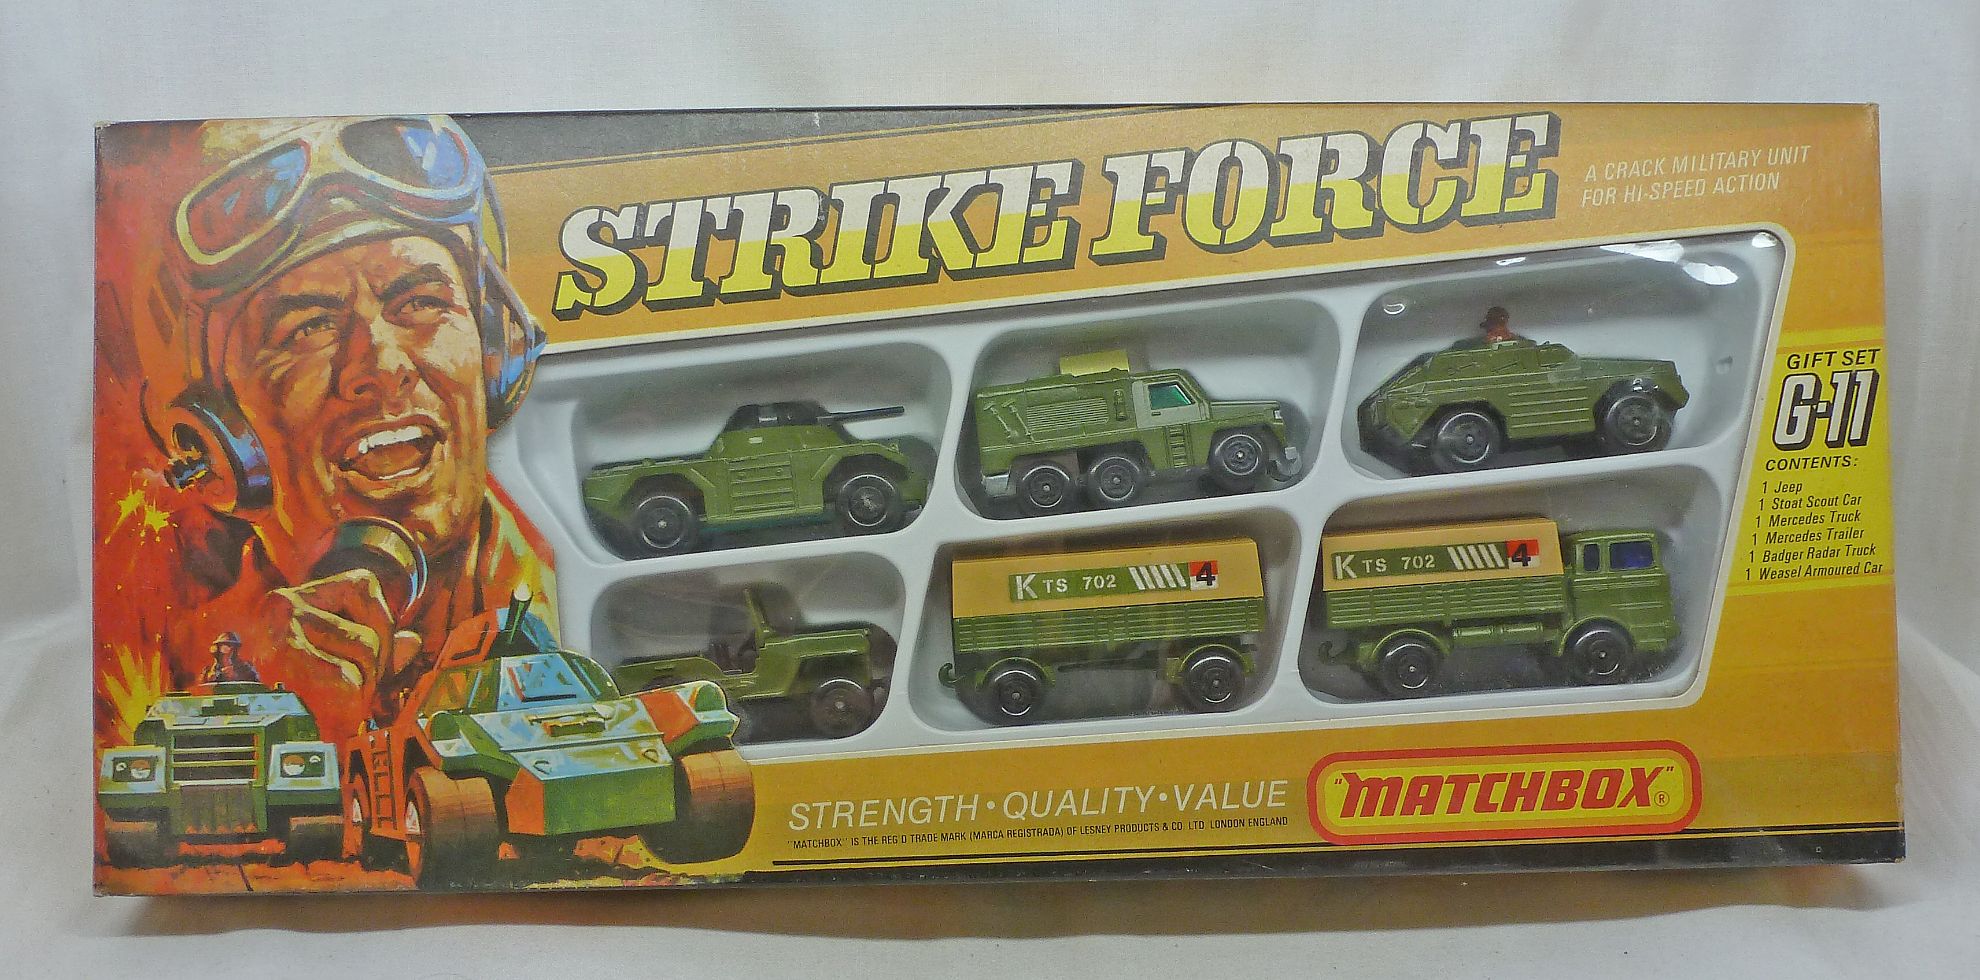 STRIKE FORCE
A CRACK MILITARY UNIT
FOR HI-SPEED ACTION
GIFT SET
G-11
CONTENTS:
1 Jeep
1 Stoat Scout Car
1 Mercedes Truck
1 Mercedes Trailer
1 Badger Radar Truck
1 Weasel Armoured Car
K TS 702 4
K TS 702 4
STRENGTH•QUALITY•VALUE
"MATCHBOX" IS THE REG'D TRADE MARK (MARCA REGISTRADA) OF LESNEY PRODUCTS & CO. LTD. LONDON ENGLAND
"MATCHBOX"®